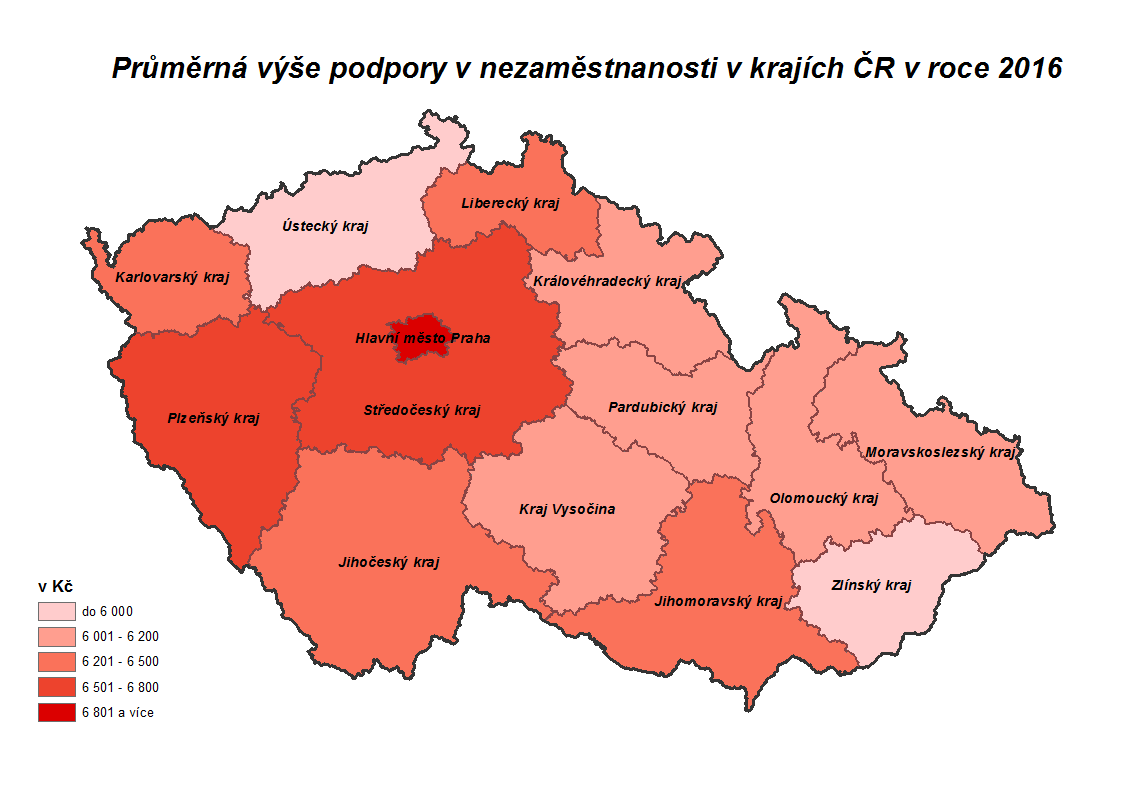 Průměrná výše podpory v nezaměstnanosti v krajích ČR v roce 2016
Liberecký kraj
Ústecký kraj
Karlovarský kraj
Královéhradecký kraj
Hlavní město Praha
Středočeský kraj
Pardubický kraj
Plzeňský kraj
Moravskoslezský kraj
Olomoucký kraj
Kraj Vysočina
Jihočeský kraj
Zlínský kraj
Jihomoravský kraj
v Kč
do 6 000
6 001 - 6 200
6 201 - 6 500
6 501 - 6 800
6 801 a více